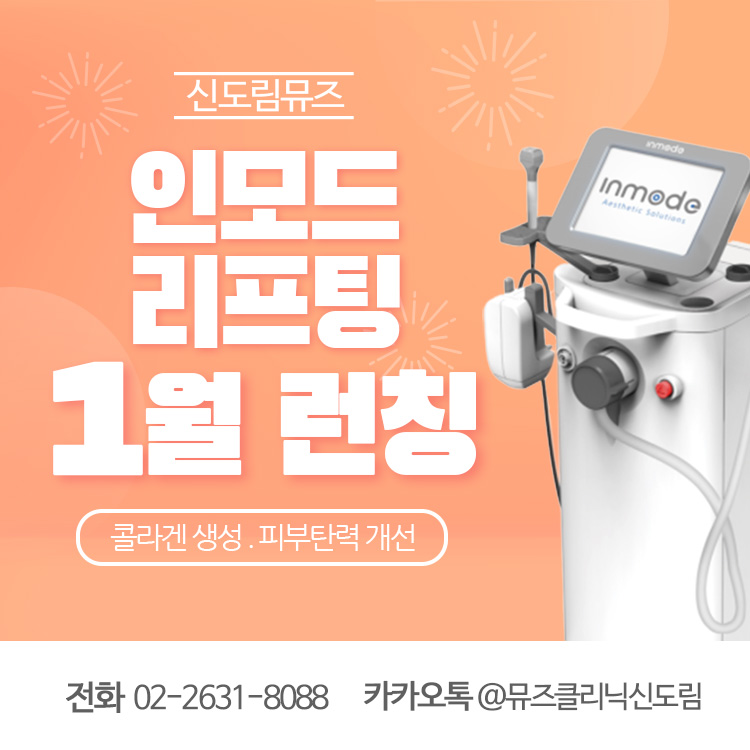 신도림뮤즈
인모드
리프팅
1월 런칭
콜라겐 생성 . 피부탄력 개선
inmode
inmode
Aesthetic Solutions
전화 02-2631-8088 카카오톡 @뮤즈클리닉신도림